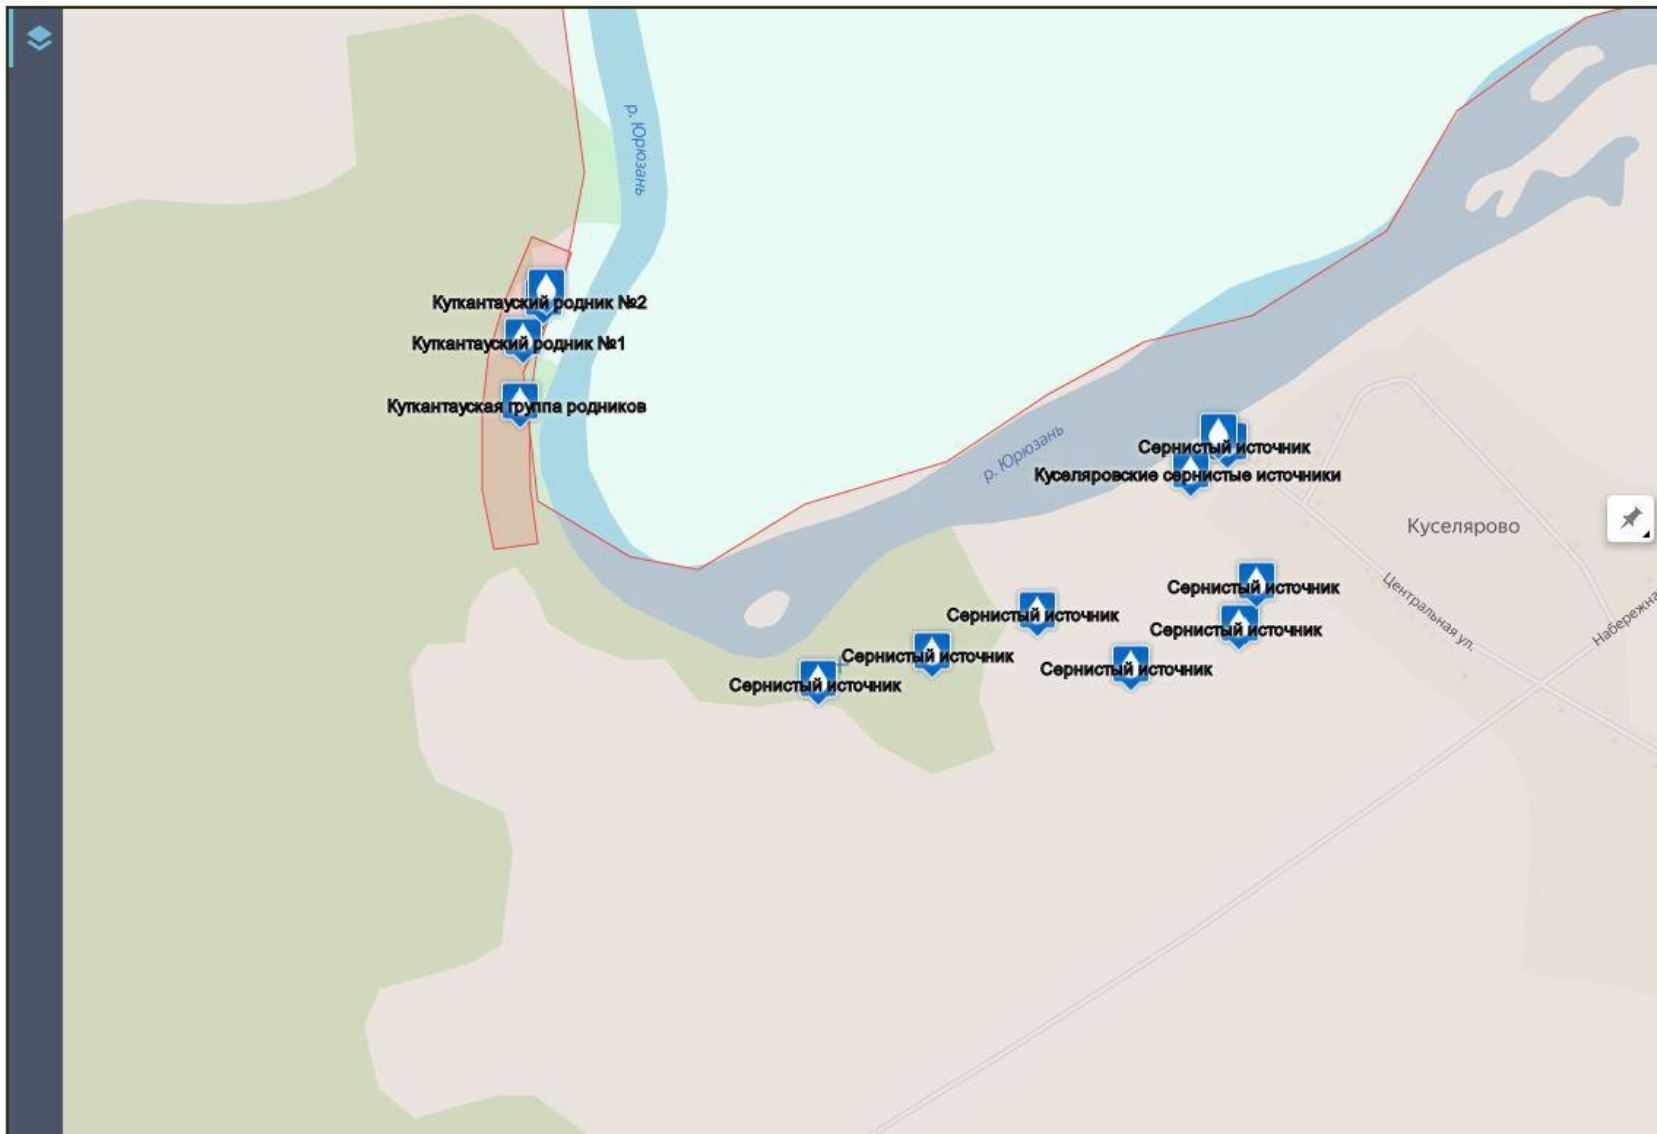 р. Юрюзань
Куткантауский родник №2
Куткантауский родник №1
Куткантауская группа родников
р. Юрюзань
Сернистый источник
Куселяровские сернистые источники
Куселярово
Сернистый источник
Центральная ул.
Набережна
Сернистый источник
Сернистый источник
Сернистый источник
Сернистый источник
Сернистый источник